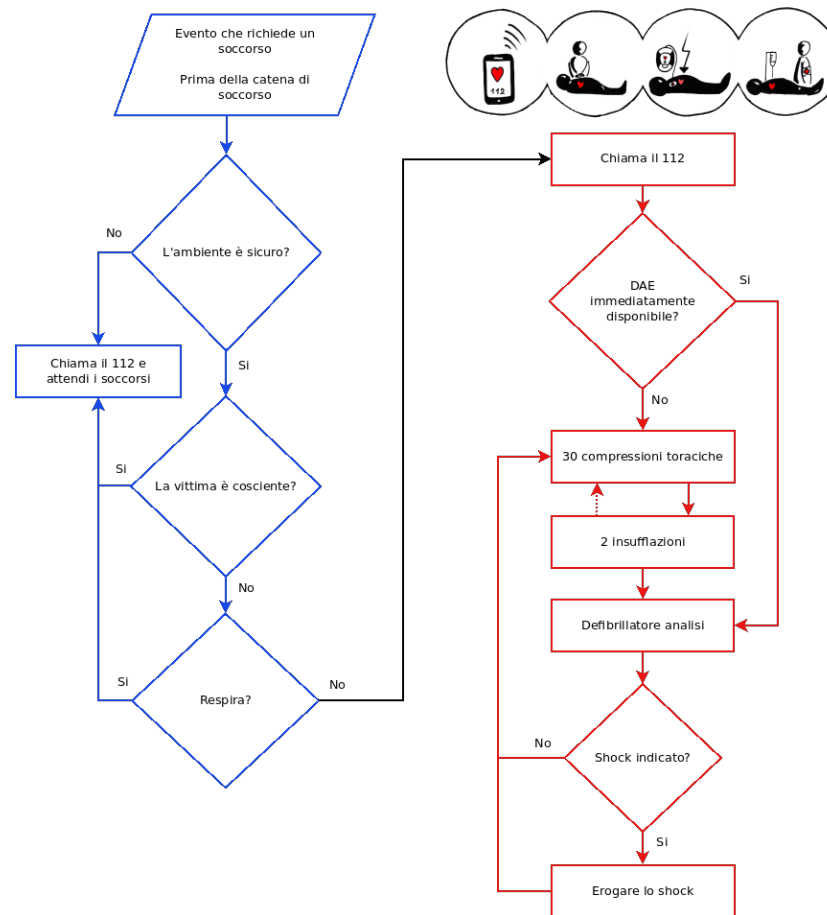 Evento che richiede un
soccorso
Prima della catena di
soccorso
L'ambiente è sicuro?
No
Si
Chiama il 112 e
attendi i soccorsi
La vittima è cosciente?
Si
No
Respira?
Si
No
112
Chiama il 112
DAE
immediatamente
disponibile?
Si
No
30 compressioni toraciche
2 insufflazioni
Defibrillatore analisi
Shock indicato?
No
Si
Erogare lo shock